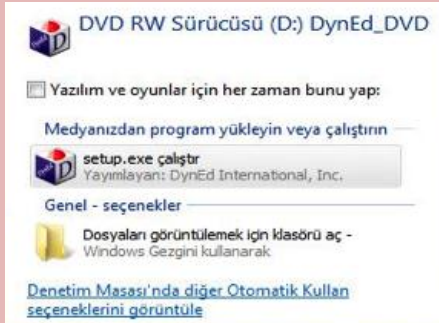 DVD RW Sürücüsü (D:) DynEd_DVD
Yazılım ve oyunlar için her zaman bunu yap:
Medyanızdan program yükleyin veya çalıştırın
setup.exe çalıştır
Yayımlayan: DynEd International, Inc.
Genel - seçenekler
Dosyaları görüntülemek için klasörü aç -
Windows Gezgini kullanarak
Denetim Masası'nda diğer Otomatik Kullan
seçeneklerini görüntüle